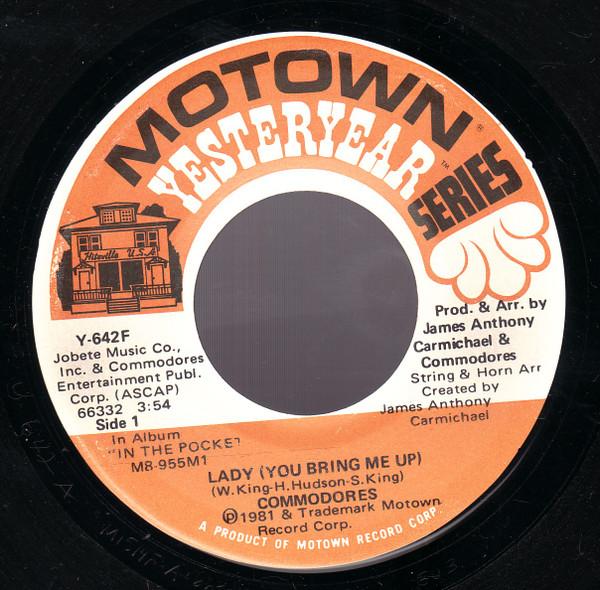 MOTOWN®
YESTERYEAR™
SERIES
Hitsville U.S.A.
Y-642F
Jobete Music Co.,
Inc. & Commodores
Entertainment Publ.
Corp. (ASCAP)
66332 3:54
Side 1
In Album
"IN THE POCKET
M8-955M1
Prod. & Arr. by
James Anthony
Carmichael &
Commodores
String & Horn Arr
Created by
James Anthony
Carmichael
LADY (YOU BRING ME UP)
(W.King-H.Hudson-S.King)
COMMODORES
Ⓟ1981 & Trademark Motown
Record Corp.
A PRODUCT OF MOTOWN RECORD CORP.